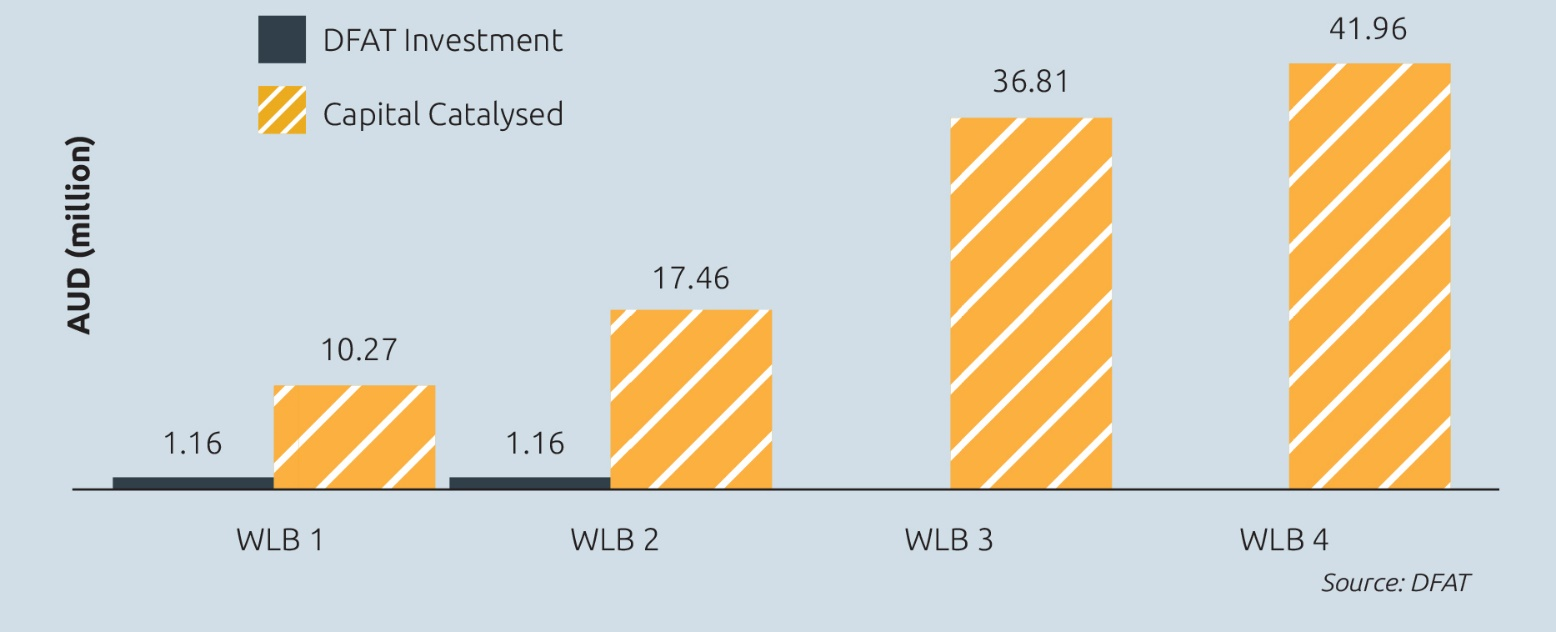 DFAT Investment
Capital Catalysed
AUD (million)
1.16
10.27
1.16
17.46
36.81
41.96
WLB 1
WLB 2
WLB 3
WLB 4
Source: DFAT